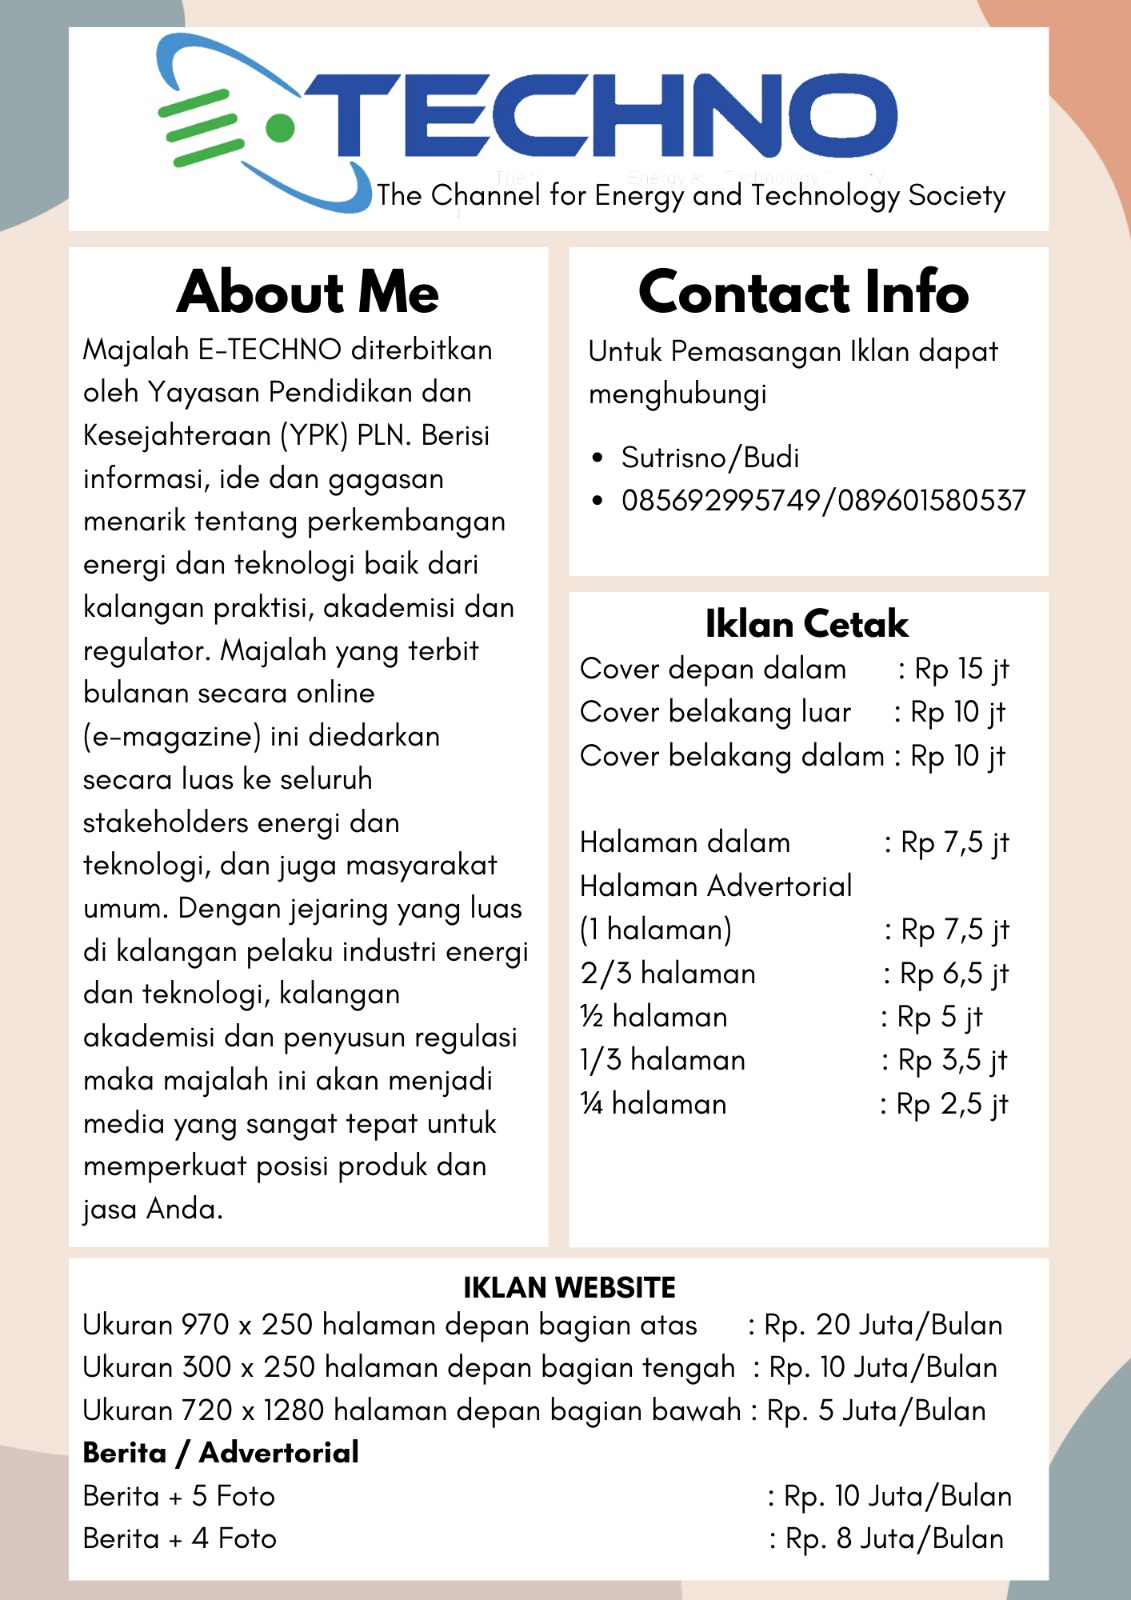 E-TECHNO
The Channel for Energy and Technology Society
About Me
Majalah E-TECHNO diterbitkan
oleh Yayasan Pendidikan dan
Kesejahteraan (YPK) PLN. Berisi
informasi, ide dan gagasan
menarik tentang perkembangan
energi dan teknologi baik dari
kalangan praktisi, akademisi dan
regulator. Majalah yang terbit
bulanan secara online
(e-magazine) ini diedarkan
secara luas ke seluruh
stakeholders energi dan
teknologi, dan juga masyarakat
umum. Dengan jejaring yang luas
di kalangan pelaku industri energi
dan teknologi, kalangan
akademisi dan penyusun regulasi
maka majalah ini akan menjadi
media yang sangat tepat untuk
memperkuat posisi produk dan
jasa Anda.
Contact Info
Untuk Pemasangan Iklan dapat
menghubungi
• Sutrisno/Budi
• 085692995749/089601580537
Iklan Cetak
Cover depan dalam : Rp 15 jt
Cover belakang luar : Rp 10 jt
Cover belakang dalam : Rp 10 jt
Halaman dalam : Rp 7,5 jt
Halaman Advertorial
(1 halaman) : Rp 7,5 jt
2/3 halaman : Rp 6,5 jt
½ halaman : Rp 5 jt
1/3 halaman : Rp 3,5 jt
¼ halaman : Rp 2,5 jt
IKLAN WEBSITE
Ukuran 970 x 250 halaman depan bagian atas : Rp. 20 Juta/Bulan
Ukuran 300 x 250 halaman depan bagian tengah : Rp. 10 Juta/Bulan
Ukuran 720 x 1280 halaman depan bagian bawah : Rp. 5 Juta/Bulan
Berita / Advertorial
Berita + 5 Foto : Rp. 10 Juta/Bulan
Berita + 4 Foto : Rp. 8 Juta/Bulan